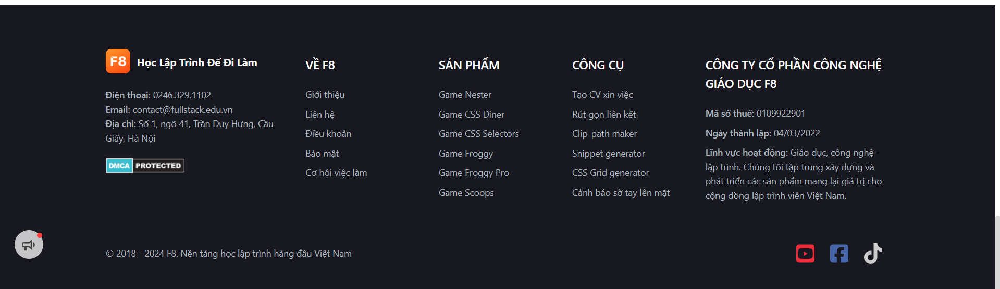 F8
Học Lập Trình Để Đi Làm
Điện thoại: 0246.329.1102
Email: contact@fullstack.edu.vn
Địa chỉ: Số 1, ngõ 41, Trần Duy Hưng, Cầu
Giấy, Hà Nội
DMCA PROTECTED
VỀ F8
Giới thiệu
Liên hệ
Điều khoản
Bảo mật
Cơ hội việc làm
SẢN PHẨM
Game Nester
Game CSS Diner
Game CSS Selectors
Game Froggy
Game Froggy Pro
Game Scoops
CÔNG CỤ
Tạo CV xin việc
Rút gọn liên kết
Clip-path maker
Snippet generator
CSS Grid generator
Cảnh báo sờ tay lên mặt
CÔNG TY CỔ PHẦN CÔNG NGHỆ
GIÁO DỤC F8
Mã số thuế: 0109922901
Ngày thành lập: 04/03/2022
Lĩnh vực hoạt động: Giáo dục, công nghệ -
lập trình. Chúng tôi tập trung xây dựng và
phát triển các sản phẩm mang lại giá trị cho
cộng đồng lập trình viên Việt Nam.
© 2018 - 2024 F8. Nền tảng học lập trình hàng đầu Việt Nam